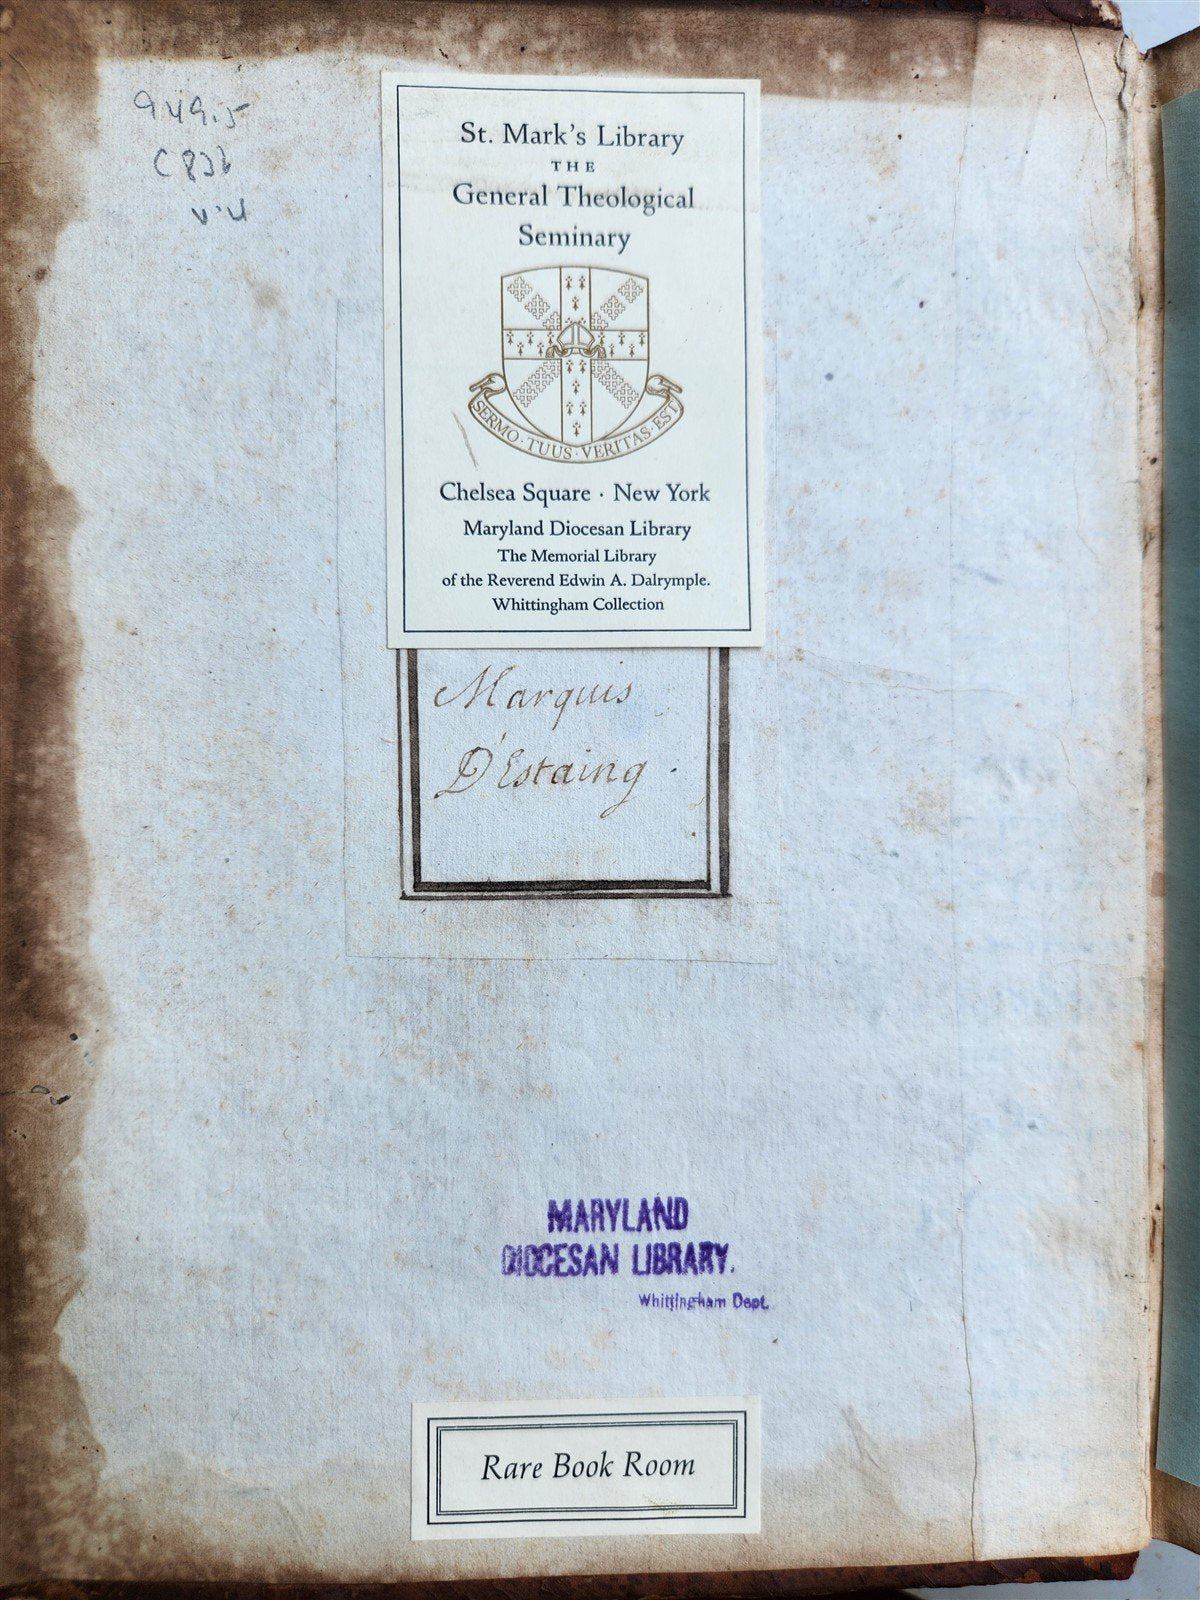 949.5
C83b
v.4
St. Mark's Library
THE
General Theological
Seminary
SERMO · TUUS · VERITAS · EST
Chelsea Square · New York
Maryland Diocesan Library
The Memorial Library
of the Reverend Edwin A. Dalrymple.
Whittingham Collection
Marquis
D'Estaing .
MARYLAND
DIOCESAN LIBRARY.
Whittingham Dept.
Rare Book Room